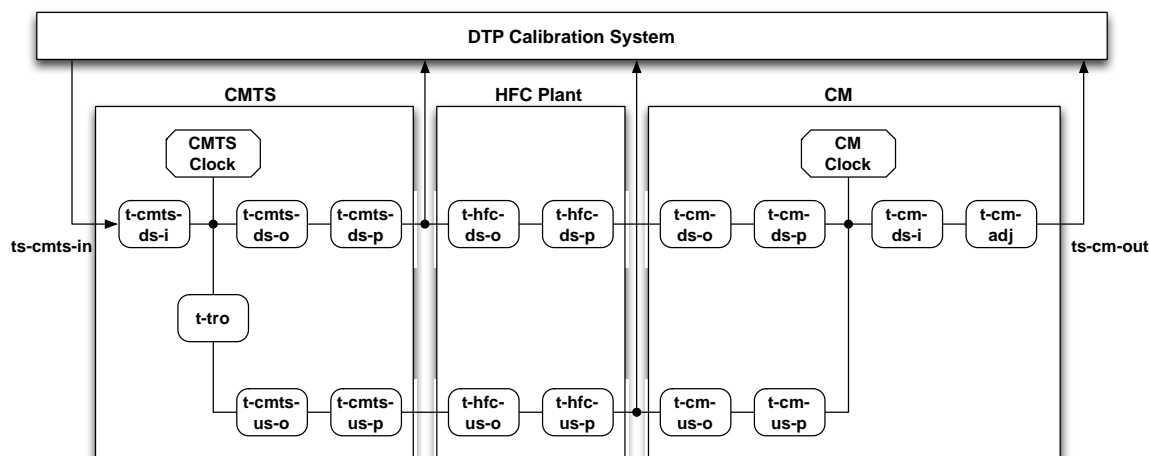 DTP Calibration System
CMTS
HFC Plant
CM
CMTS
Clock
CM
Clock
t-cmts-
ds-i
t-cmts-
ds-o
t-cmts-
ds-p
t-hfc-
ds-o
t-hfc-
ds-p
t-cm-
ds-o
t-cm-
ds-p
t-cm-
ds-i
t-cm-
adj
ts-cmts-in
ts-cm-out
t-tro
t-cmts-
us-o
t-cmts-
us-p
t-hfc-
us-o
t-hfc-
us-p
t-cm-
us-o
t-cm-
us-p